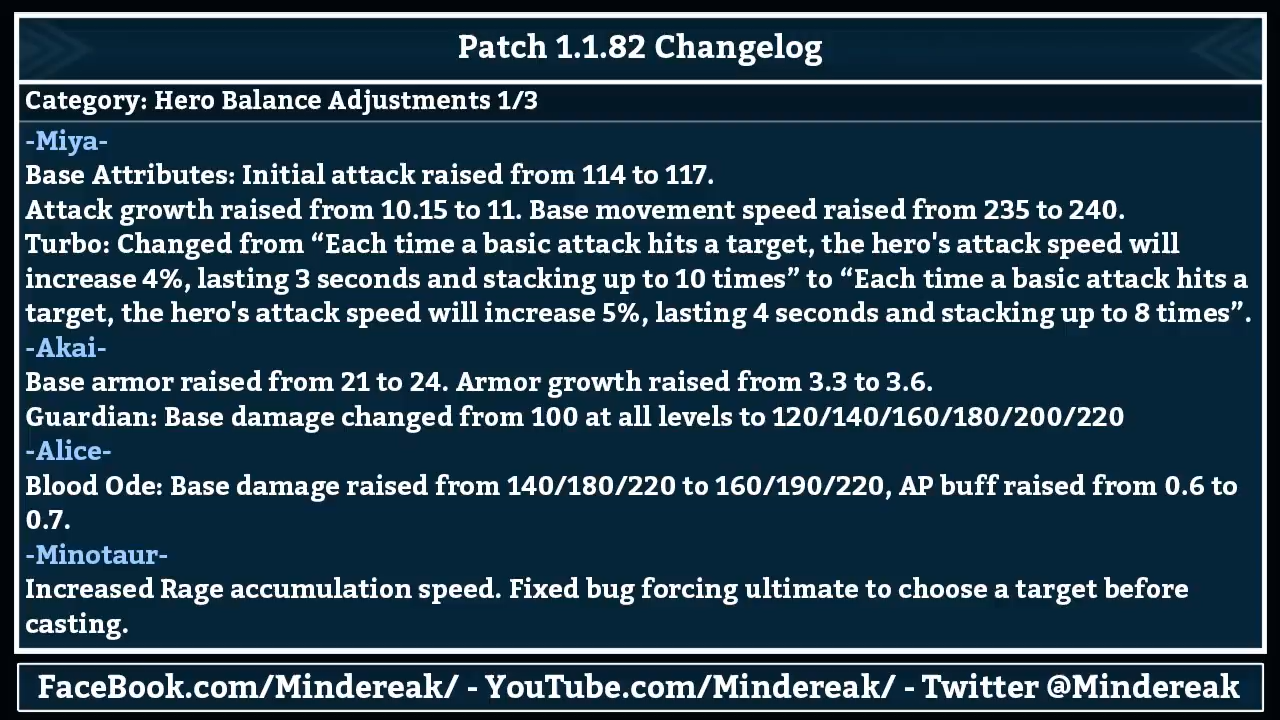 Patch 1.1.82 Changelog
Category: Hero Balance Adjustments 1/3
-Miya-
Base Attributes: Initial attack raised from 114 to 117.
Attack growth raised from 10.15 to 11. Base movement speed raised from 235 to 240.
Turbo: Changed from “Each time a basic attack hits a target, the hero's attack speed will
increase 4%, lasting 3 seconds and stacking up to 10 times” to “Each time a basic attack hits a
target, the hero's attack speed will increase 5%, lasting 4 seconds and stacking up to 8 times”.
-Akai-
Base armor raised from 21 to 24. Armor growth raised from 3.3 to 3.6.
Guardian: Base damage changed from 100 at all levels to 120/140/160/180/200/220
-Alice-
Blood Ode: Base damage raised from 140/180/220 to 160/190/220, AP buff raised from 0.6 to
0.7.
-Minotaur-
Increased Rage accumulation speed. Fixed bug forcing ultimate to choose a target before
casting.
FaceBook.com/Mindereak/ - YouTube.com/Mindereak/ - Twitter @Mindereak